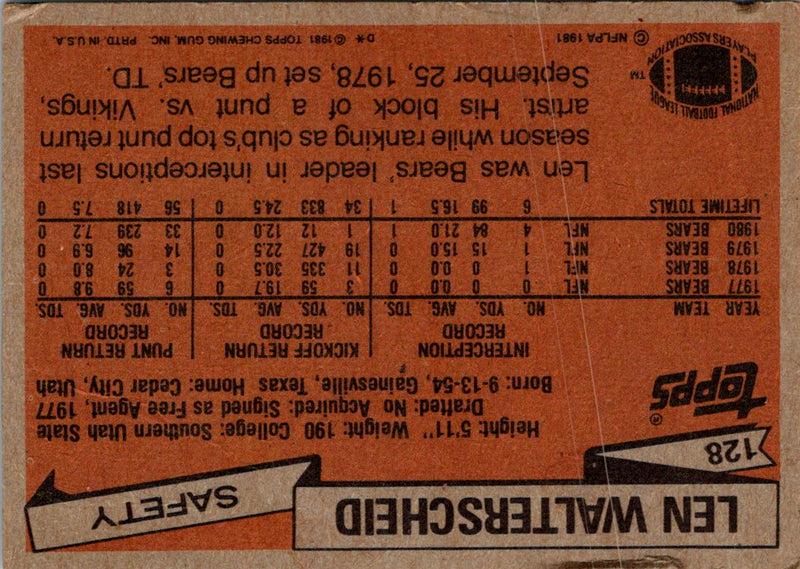 LEN WALTERSCHEID
SAFETY
128
topps®
Height: 5'11" Weight: 190 College: Southern Utah State
Drafted: No Acquired: Signed as Free Agent, 1977
Born: 9-13-54, Gainesville, Texas Home: Cedar City, Utah
INTERCEPTION RECORD KICKOFF RETURN RECORD PUNT RETURN RECORD
YEAR TEAM NO. YDS. AVG. TDS. NO. YDS. AVG. TDS. NO. YDS. AVG. TDS.
1977 BEARS NFL 0 0 0.0 0 3 59 19.7 0 6 59 9.8 0
1978 BEARS NFL 1 0 0.0 0 11 335 30.5 0 3 24 8.0 0
1979 BEARS NFL 1 15 15.0 0 19 427 22.5 0 14 96 6.9 0
1980 BEARS NFL 4 84 21.0 1 1 12 12.0 0 33 239 7.2 0
LIFETIME TOTALS 6 99 16.5 1 34 833 24.5 0 56 418 7.5 0
Len was Bears' leader in interceptions last
season while ranking as club's top punt return
artist. His block of a punt vs. Vikings,
September 25, 1978, set up Bears' TD.
NATIONAL FOOTBALL LEAGUE PLAYERS ASSOCIATION ™
© NFLPA 1981
D* ©1981 TOPPS CHEWING GUM, INC. PRTD. IN U.S.A.